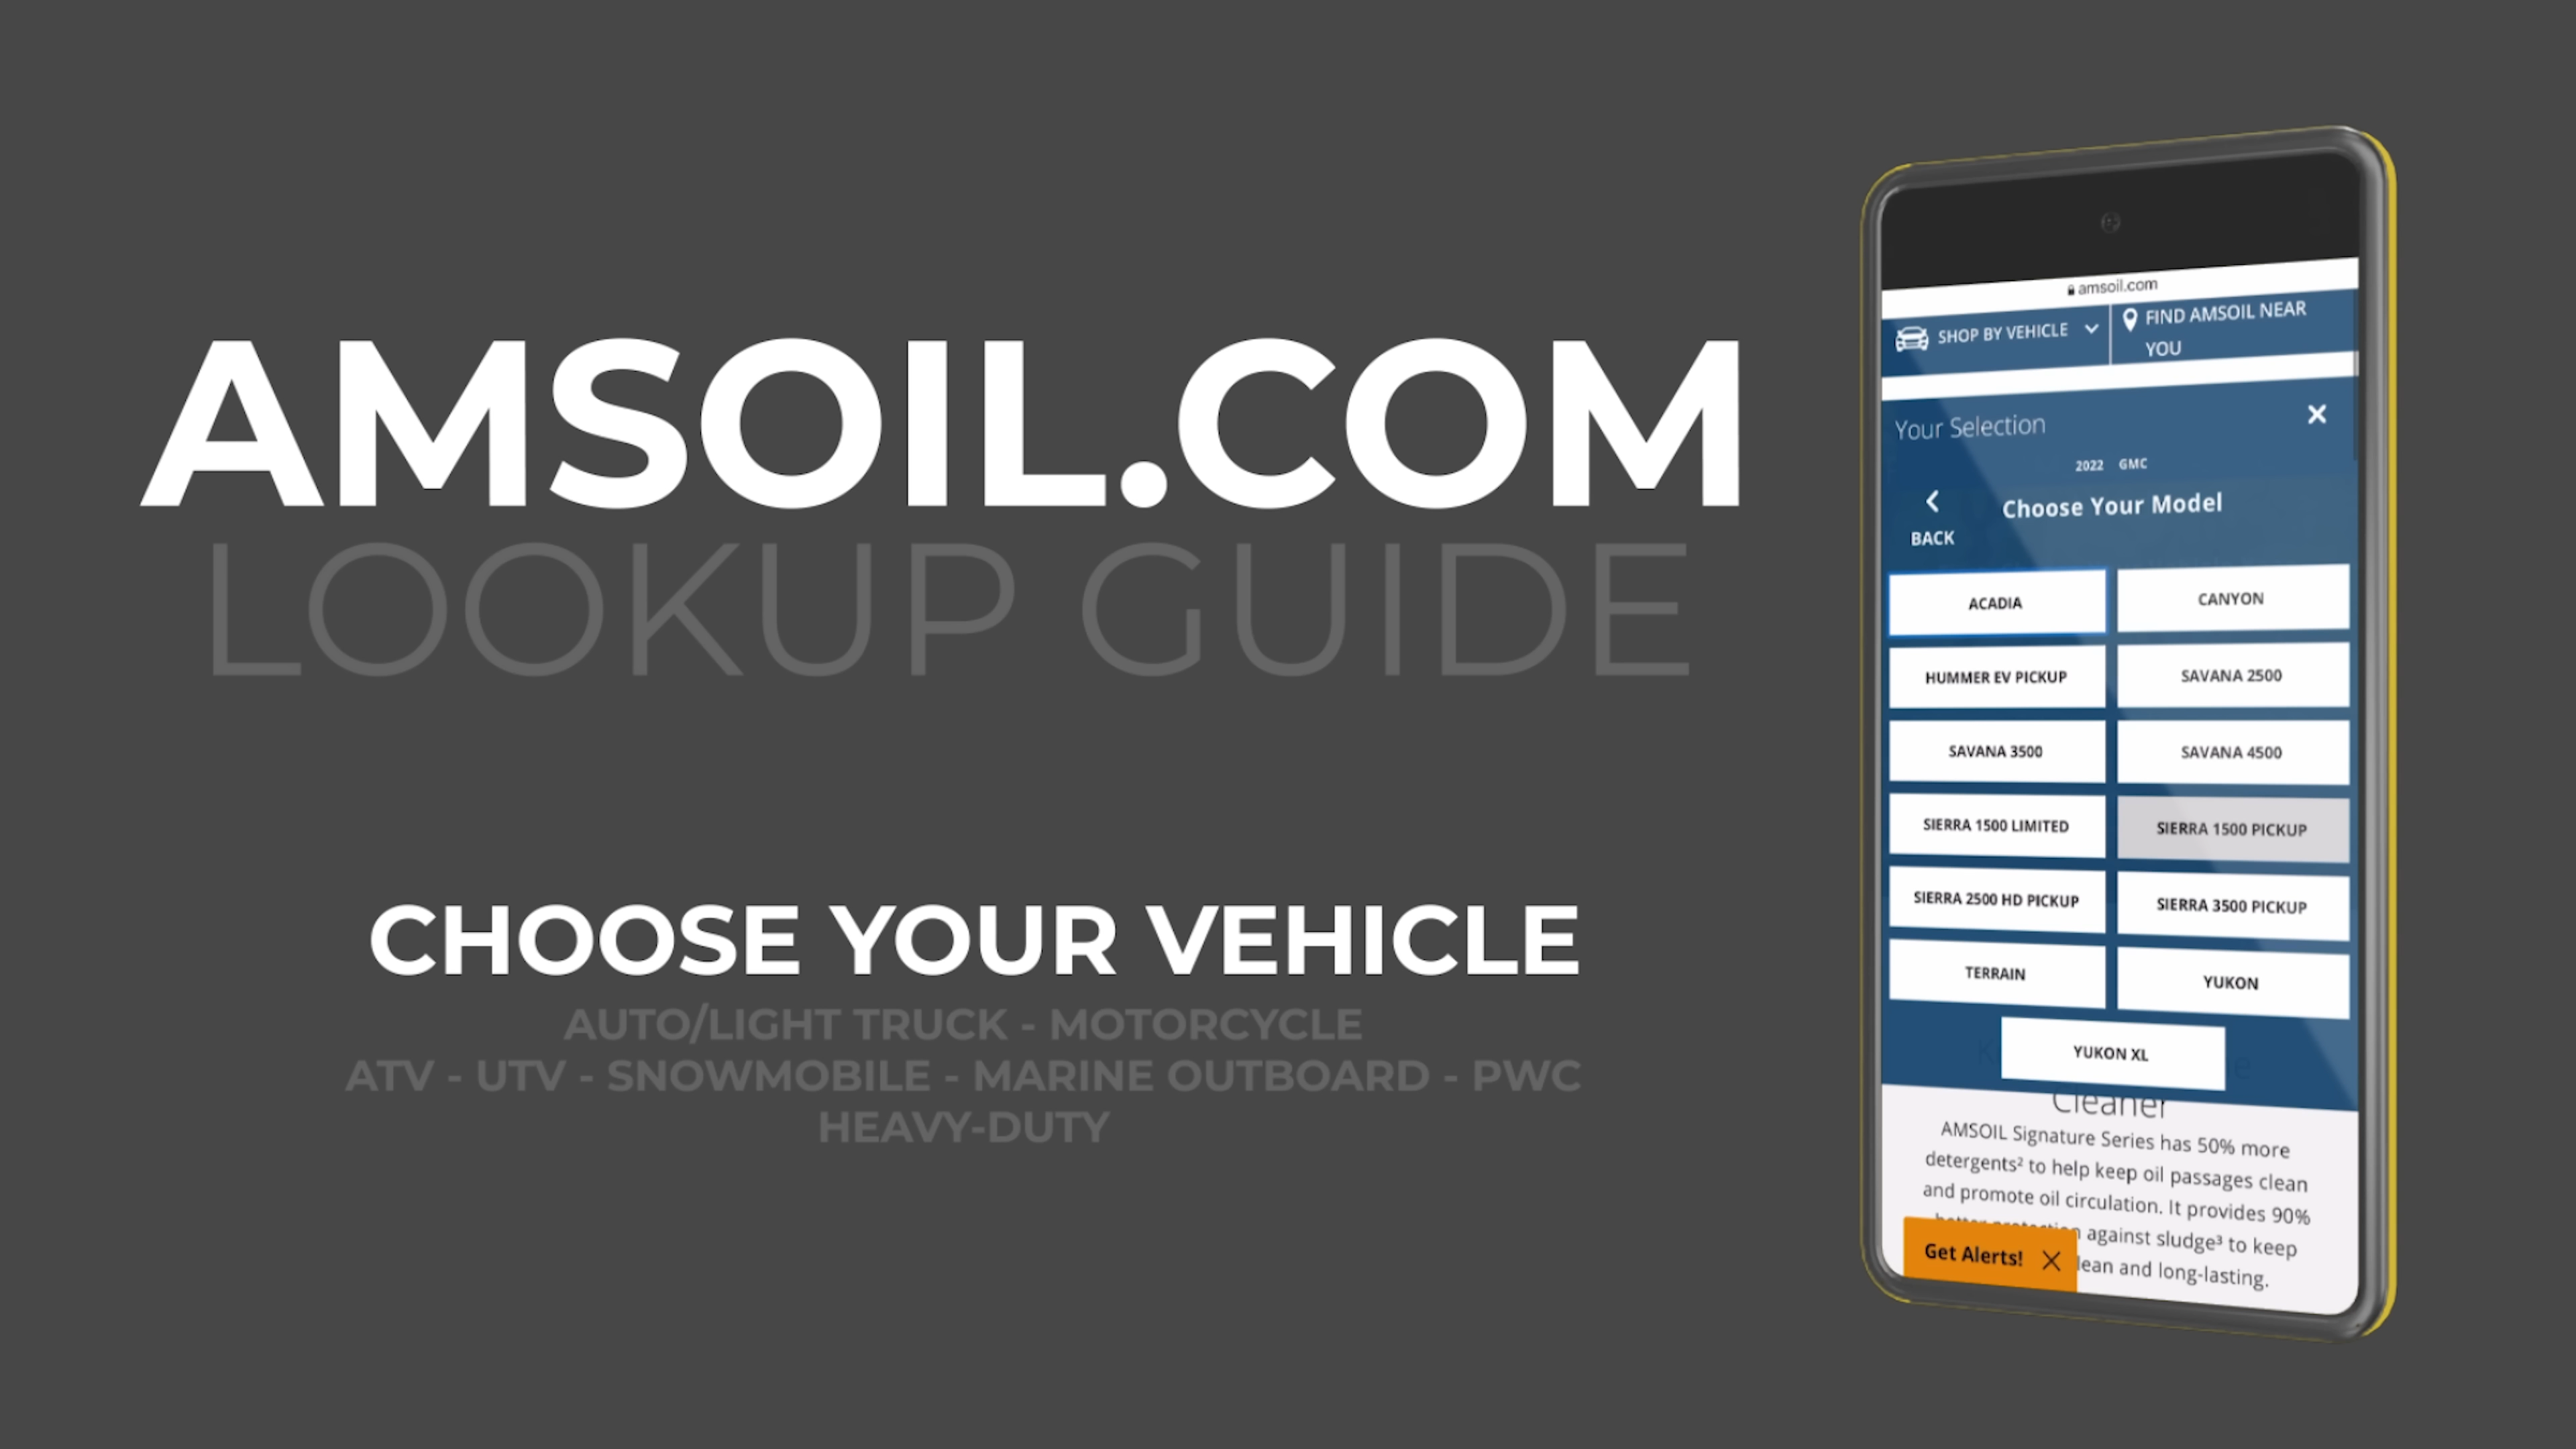 AMSOIL.COM
LOOKUP GUIDE
CHOOSE YOUR VEHICLE
AUTO/LIGHT TRUCK - MOTORCYCLE
ATV - UTV - SNOWMOBILE - MARINE OUTBOARD - PWC
HEAVY-DUTY
amsoil.com
SHOP BY VEHICLE
FIND AMSOIL NEAR
YOU
Your Selection
2022 GMC
BACK
Choose Your Model
ACADIA
CANYON
HUMMER EV PICKUP
SAVANA 2500
SAVANA 3500
SAVANA 4500
SIERRA 1500 LIMITED
SIERRA 1500 PICKUP
SIERRA 2500 HD PICKUP
SIERRA 3500 PICKUP
TERRAIN
YUKON
YUKON XL
Cleaner
AMSOIL Signature Series has 50% more
detergents² to help keep oil passages clean
and promote oil circulation. It provides 90%
against sludge³ to keep
and long-lasting.
Get Alerts!